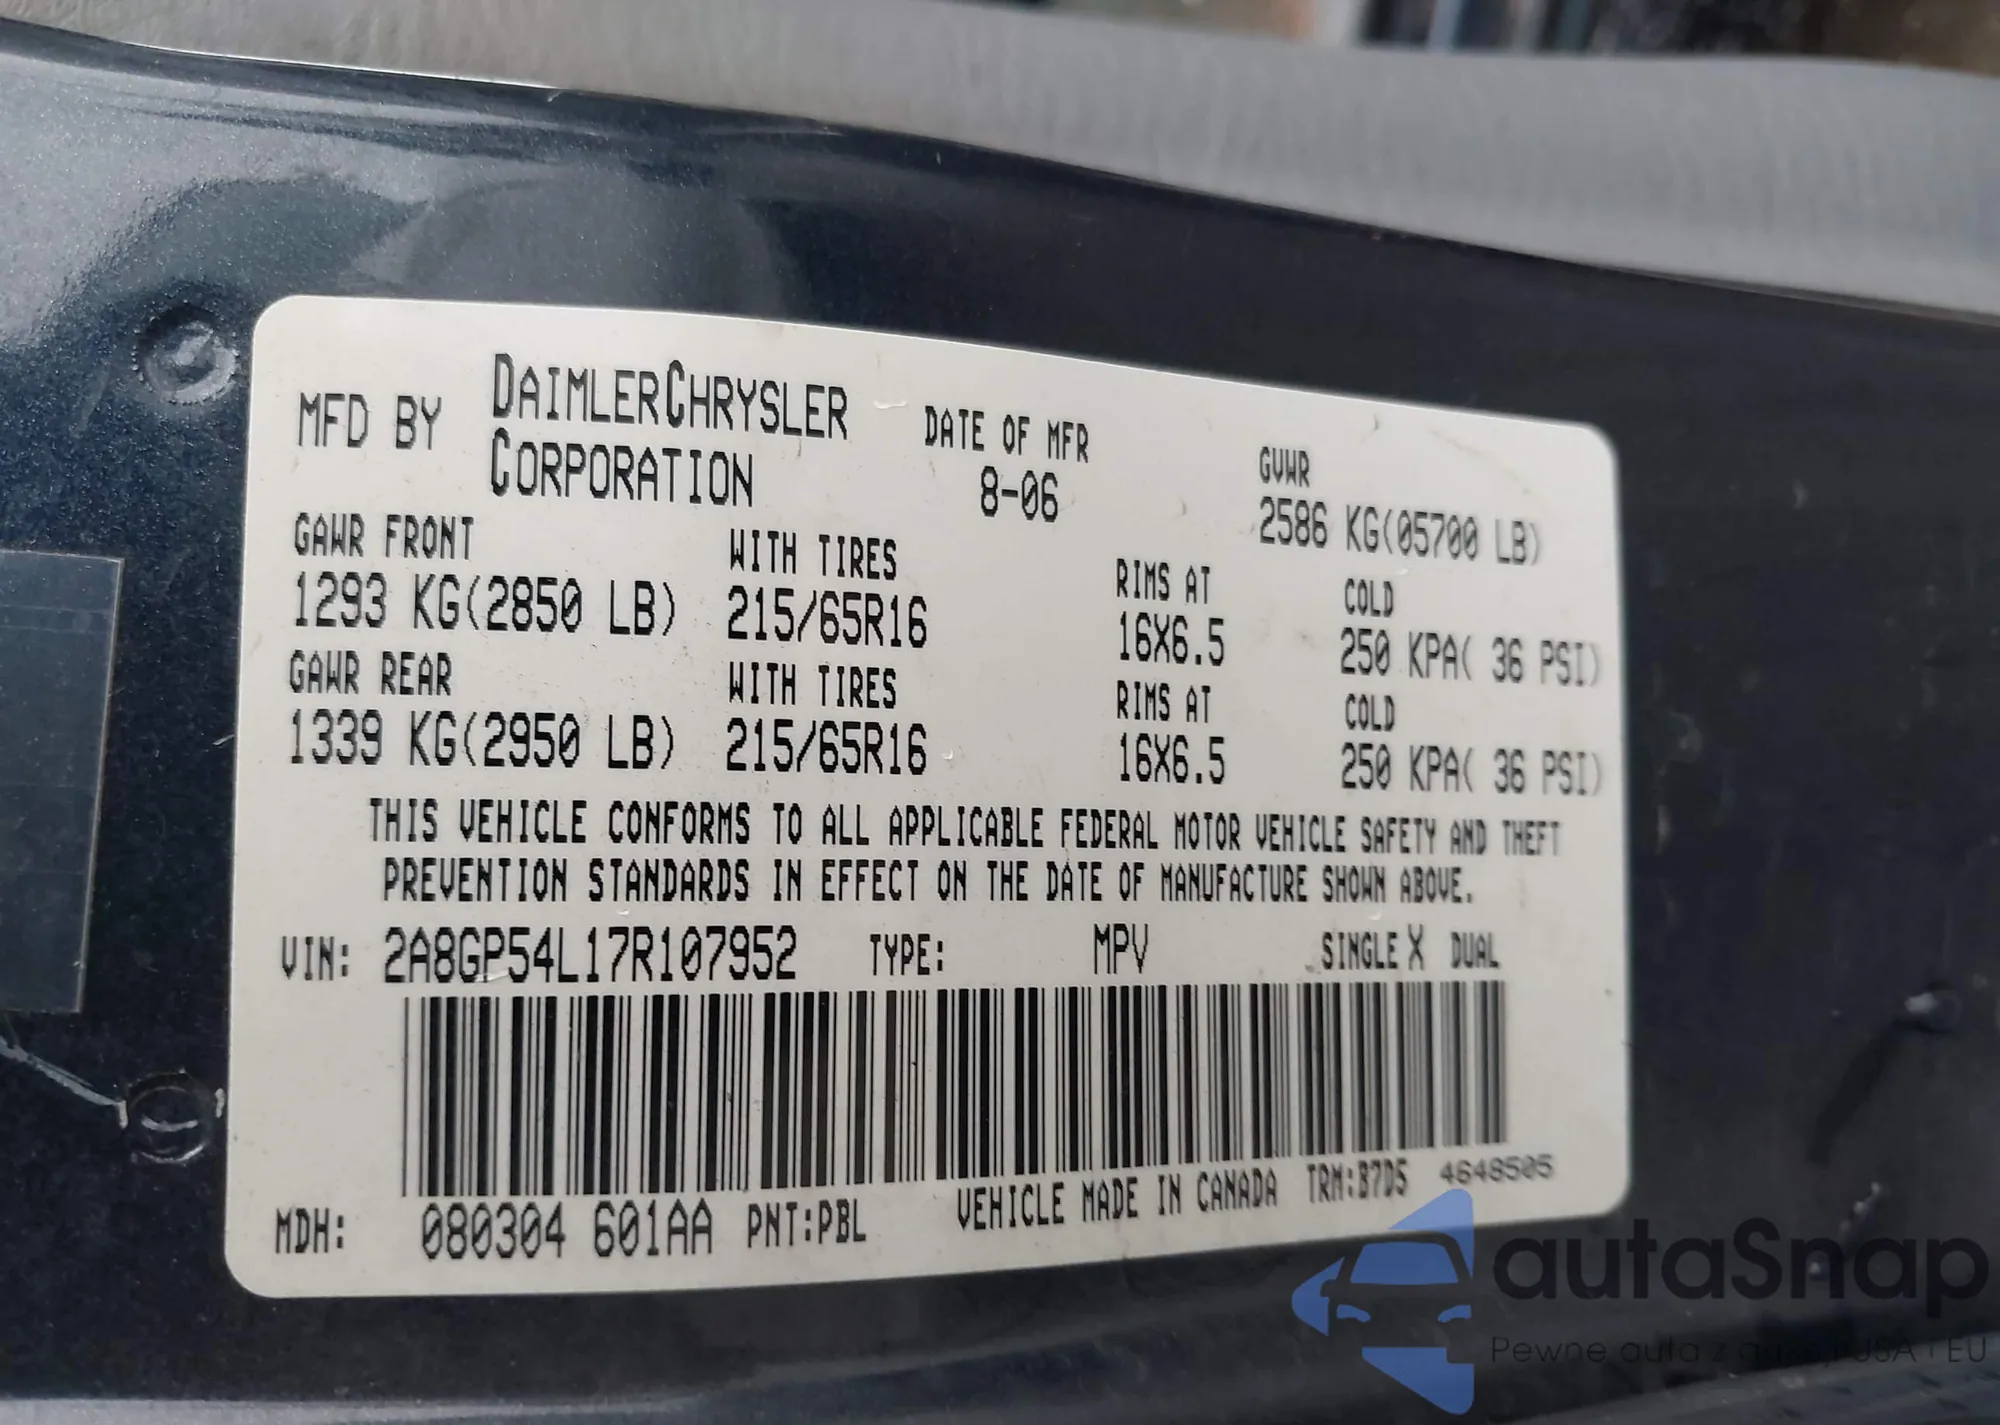 MFD BY DAIMLERCHRYSLER CORPORATION DATE OF MFR 8-06 GVWR 2586 KG(05700 LB)
GAWR FRONT WITH TIRES RIMS AT COLD
1293 KG(2850 LB) 215/65R16 16X6.5 250 KPA( 36 PSI)
GAWR REAR WITH TIRES RIMS AT COLD
1339 KG(2950 LB) 215/65R16 16X6.5 250 KPA( 36 PSI)
THIS VEHICLE CONFORMS TO ALL APPLICABLE FEDERAL MOTOR VEHICLE SAFETY AND THEFT
PREVENTION STANDARDS IN EFFECT ON THE DATE OF MANUFACTURE SHOWN ABOVE.
VIN: 2A8GP54L17R107952 TYPE: MPV SINGLE X DUAL
MDH: 080304 601AA PNT:PBL VEHICLE MADE IN CANADA TRM:B7D5 4648505
autaSnap
Pewne auta z USA i EU